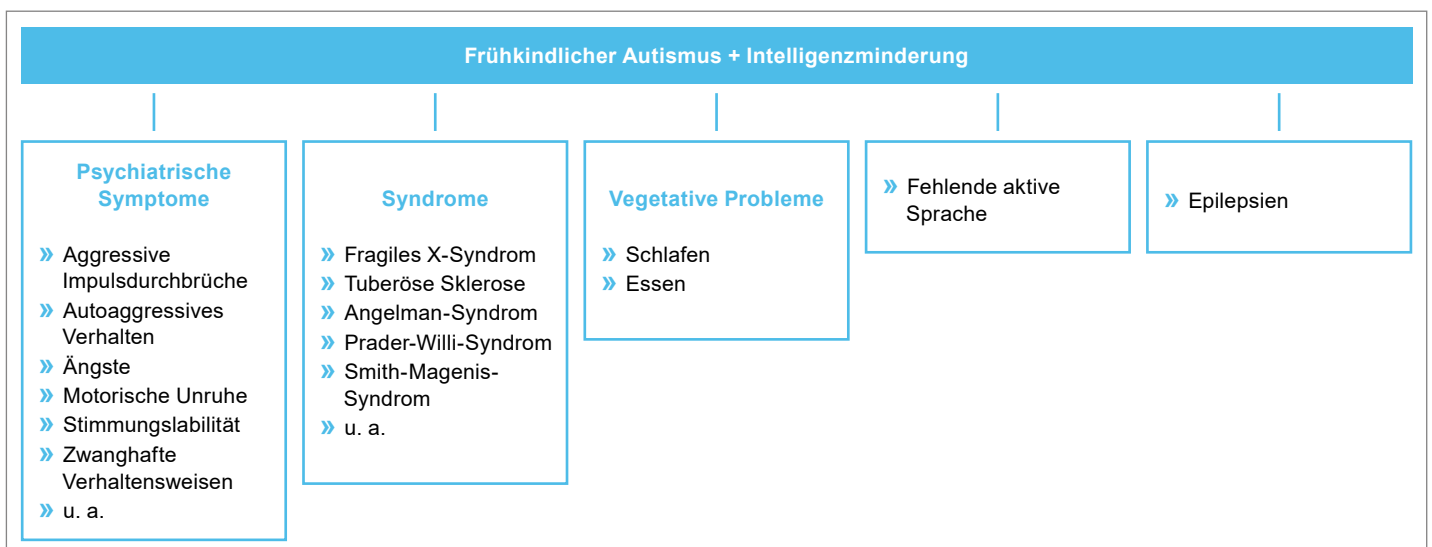 Frühkindlicher Autismus + Intelligenzminderung
Psychiatrische
Symptome
» Aggressive
Impulsdurchbrüche
» Autoaggressives
Verhalten
» Ängste
» Motorische Unruhe
» Stimmungslabilität
» Zwanghafte
Verhaltensweisen
» u. a.
Syndrome
» Fragiles X-Syndrom
» Tuberöse Sklerose
» Angelman-Syndrom
» Prader-Willi-Syndrom
» Smith-Magenis-
Syndrom
» u. a.
Vegetative Probleme
» Schlafen
» Essen
» Fehlende aktive
Sprache
» Epilepsien